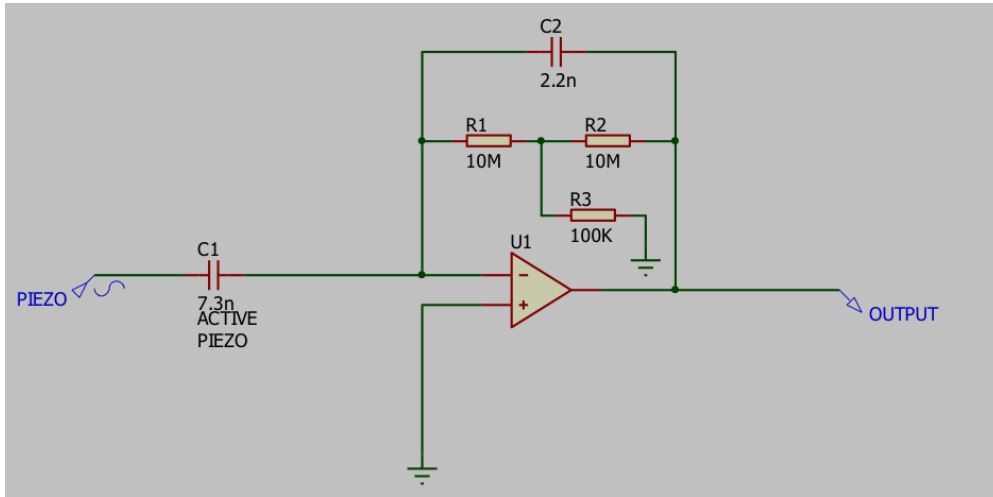 C2
2.2n
R1
10M
R2
10M
R3
100K
U1
C1
7.3n
ACTIVE
PIEZO
PIEZO
OUTPUT